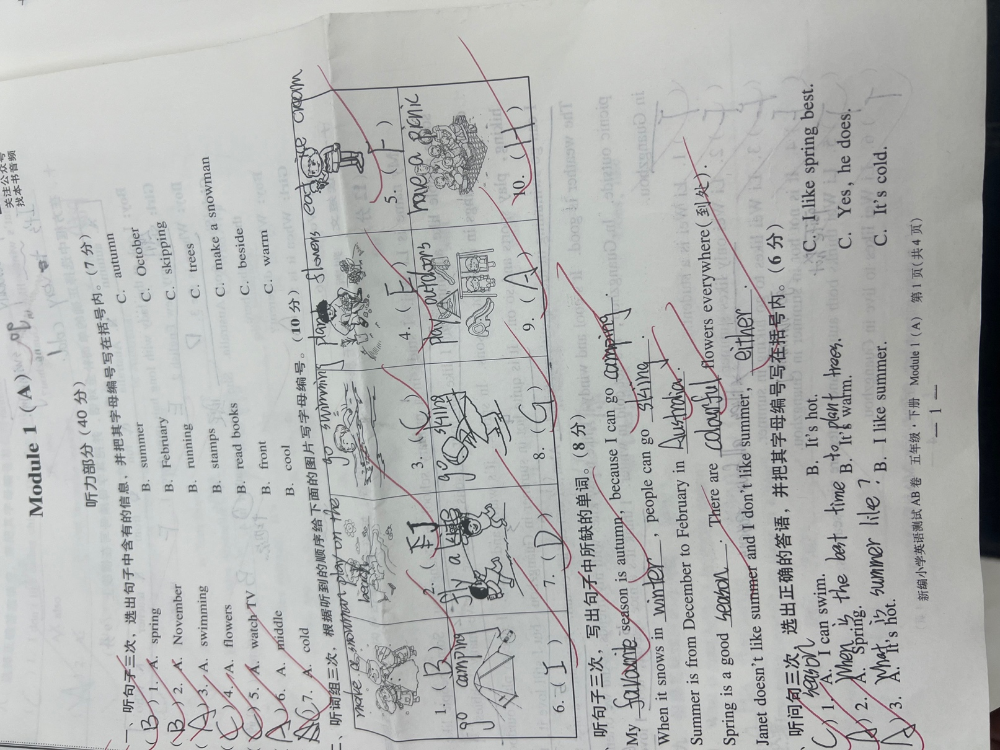 关注公众号
找本书音频
Module 1 (A)
听力部分 (40 分)
一、听句子三次，选出句子中含有的信息，并把其字母编号写在括号内。(7 分)
(B) 1. A. spring B. summer C. autumn
(B) 2. A. November B. February C. October
(A) 3. A. swimming B. running C. skipping
(C) 4. A. flowers B. stamps C. trees
(C) 5. A. watch TV B. read books C. make a snowman
(A) 6. A. middle B. front C. beside
(C) 7. A. cold B. cool C. warm
二、听词组三次，根据听到的顺序给下面的图片写字母编号。(10 分)
make a snowman play on the beach go swimming plant flowers eat ice cream
1. (B) 2. (J) 3. (C) 4. (E) 5. (F)
go camping fly a kite go skiing play outdoors have a picnic
6. (I) 7. (D) 8. (G) 9. (A) 10. (H)
听句子三次，写出句子中所缺的单词。(8 分)
My favourite season is autumn, because I can go camping.
When it snows in winter, people can go skiing.
Summer is from December to February in Australia.
Spring is a good season. There are colourful flowers everywhere(到处).
Janet doesn't like summer and I don't like summer, either.
听问句三次，选出正确的答语，并把其字母编号写在括号内。(6 分)
season
(C) 1. A. I can swim. B. It's hot. C. I like spring best.
When is the best time to plant trees.
(A) 2. A. Spring. B. It's warm. C. Yes, he does.
What is summer like?
(A) 3. A. It's hot. B. I like summer. C. It's cold.
新编小学英语测试AB卷 五年级·下册 Module 1 (A) 第 1 页(共 4 页)
— 1 —